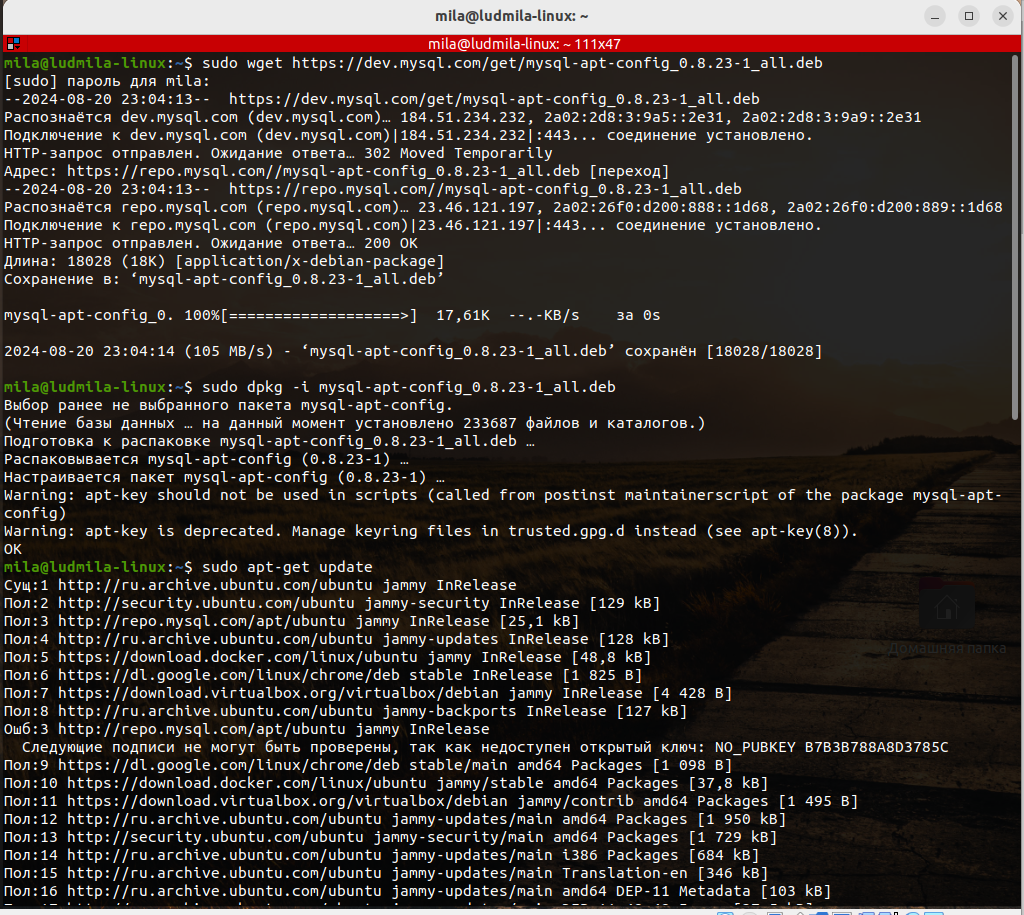 mila@ludmila-linux: ~
mila@ludmila-linux: ~ 111x47
mila@ludmila-linux:~$ sudo wget https://dev.mysql.com/get/mysql-apt-config_0.8.23-1_all.deb
[sudo] пароль для mila:
--2024-08-20 23:04:13--  https://dev.mysql.com/get/mysql-apt-config_0.8.23-1_all.deb
Распознаётся dev.mysql.com (dev.mysql.com)… 184.51.234.232, 2a02:2d8:3:9a5::2e31, 2a02:2d8:3:9a9::2e31
Подключение к dev.mysql.com (dev.mysql.com)|184.51.234.232|:443... соединение установлено.
HTTP-запрос отправлен. Ожидание ответа… 302 Moved Temporarily
Адрес: https://repo.mysql.com//mysql-apt-config_0.8.23-1_all.deb [переход]
--2024-08-20 23:04:13--  https://repo.mysql.com//mysql-apt-config_0.8.23-1_all.deb
Распознаётся repo.mysql.com (repo.mysql.com)… 23.46.121.197, 2a02:26f0:d200:888::1d68, 2a02:26f0:d200:889::1d68
Подключение к repo.mysql.com (repo.mysql.com)|23.46.121.197|:443... соединение установлено.
HTTP-запрос отправлен. Ожидание ответа… 200 OK
Длина: 18028 (18K) [application/x-debian-package]
Сохранение в: ‘mysql-apt-config_0.8.23-1_all.deb’
mysql-apt-config_0. 100%[===================>]  17,61K  --.-KB/s    за 0s
2024-08-20 23:04:14 (105 MB/s) - ‘mysql-apt-config_0.8.23-1_all.deb’ сохранён [18028/18028]
mila@ludmila-linux:~$ sudo dpkg -i mysql-apt-config_0.8.23-1_all.deb
Выбор ранее не выбранного пакета mysql-apt-config.
(Чтение базы данных … на данный момент установлено 233687 файлов и каталогов.)
Подготовка к распаковке mysql-apt-config_0.8.23-1_all.deb …
Распаковывается mysql-apt-config (0.8.23-1) …
Настраивается пакет mysql-apt-config (0.8.23-1) …
Warning: apt-key should not be used in scripts (called from postinst maintainerscript of the package mysql-apt-
config)
Warning: apt-key is deprecated. Manage keyring files in trusted.gpg.d instead (see apt-key(8)).
OK
mila@ludmila-linux:~$ sudo apt-get update
Сущ:1 http://ru.archive.ubuntu.com/ubuntu jammy InRelease
Пол:2 http://security.ubuntu.com/ubuntu jammy-security InRelease [129 kB]
Пол:3 http://repo.mysql.com/apt/ubuntu jammy InRelease [25,1 kB]
Пол:4 http://ru.archive.ubuntu.com/ubuntu jammy-updates InRelease [128 kB]
Пол:5 https://download.docker.com/linux/ubuntu jammy InRelease [48,8 kB]
Пол:6 https://dl.google.com/linux/chrome/deb stable InRelease [1 825 B]
Домашняя папка
Пол:7 https://download.virtualbox.org/virtualbox/debian jammy InRelease [4 428 B]
Пол:8 http://ru.archive.ubuntu.com/ubuntu jammy-backports InRelease [127 kB]
Ошб:3 http://repo.mysql.com/apt/ubuntu jammy InRelease
  Следующие подписи не могут быть проверены, так как недоступен открытый ключ: NO_PUBKEY B7B3B788A8D3785C
Пол:9 https://dl.google.com/linux/chrome/deb stable/main amd64 Packages [1 098 B]
Пол:10 https://download.docker.com/linux/ubuntu jammy/stable amd64 Packages [37,8 kB]
Пол:11 https://download.virtualbox.org/virtualbox/debian jammy/contrib amd64 Packages [1 495 B]
Пол:12 http://ru.archive.ubuntu.com/ubuntu jammy-updates/main amd64 Packages [1 950 kB]
Пол:13 http://security.ubuntu.com/ubuntu jammy-security/main amd64 Packages [1 729 kB]
Пол:14 http://ru.archive.ubuntu.com/ubuntu jammy-updates/main i386 Packages [684 kB]
Пол:15 http://ru.archive.ubuntu.com/ubuntu jammy-updates/main Translation-en [346 kB]
Пол:16 http://ru.archive.ubuntu.com/ubuntu jammy-updates/main amd64 DEP-11 Metadata [103 kB]